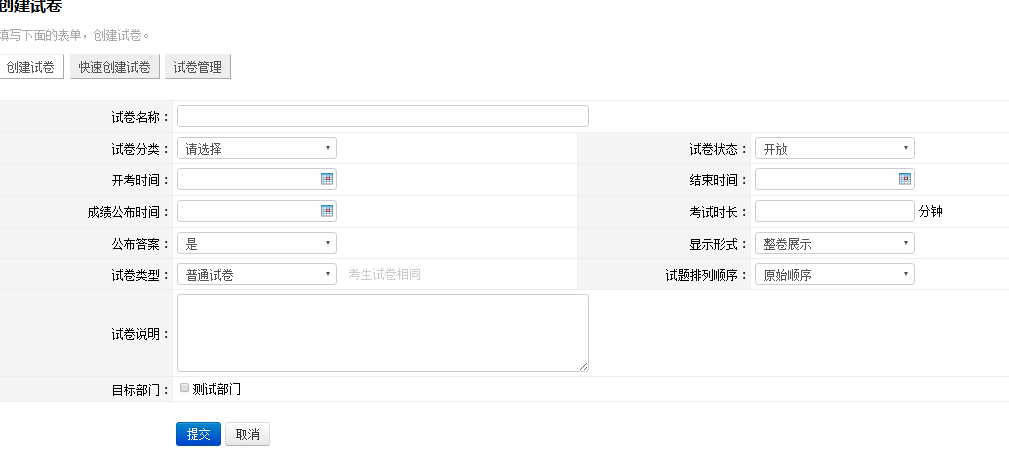 创建试卷
填写下面的表单，创建试卷。
创建试卷 快速创建试卷 试卷管理
试卷名称：
试卷分类： 请选择 试卷状态： 开放
开考时间： 结束时间：
成绩公布时间： 考试时长： 分钟
公布答案： 是 显示形式： 整卷展示
试卷类型： 普通试卷 考生试卷相同 试题排列顺序： 原始顺序
试卷说明：
目标部门： 测试部门
提交 取消